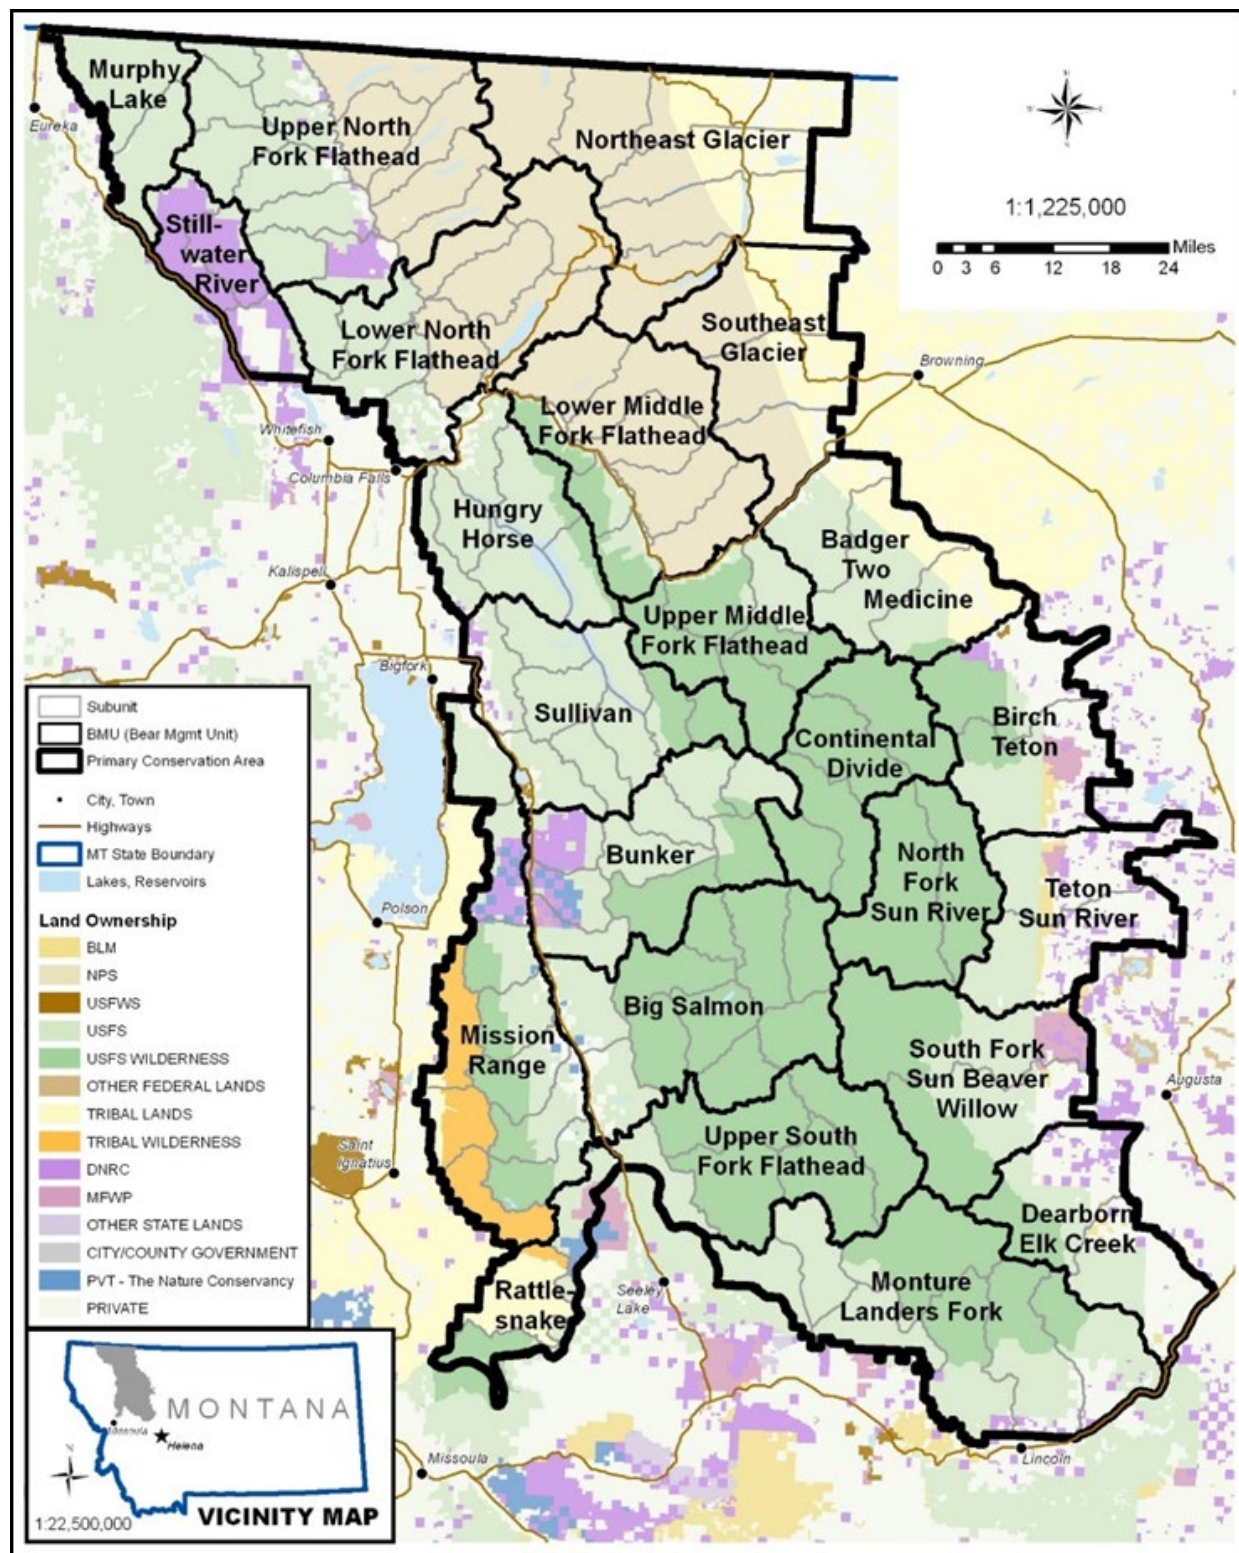 Murphy
Lake
Eureka
Upper North
Fork Flathead
Northeast Glacier
1:1,225,000
Miles
0 3 6 12 18 24
Still-
water
River
Lower North
Fork Flathead
Southeast
Glacier
Browning
Lower Middle
Fork Flathead
Whitefish
Columbia Falls
Hungry
Horse
Badger
Two
Medicine
Kalispell
Upper Middle
Fork Flathead
Bigfork
Sullivan
Continental
Divide
Birch
Teton
Bunker
North
Fork
Sun River
Teton
Sun River
Polson
Big Salmon
Mission
Range
South Fork
Sun Beaver
Willow
Augusta
Saint
Ignatius
Upper South
Fork Flathead
Dearborn
Elk Creek
Rattle-
snake
Seeley
Lake
Monture
Landers Fork
Missoula
Lincoln
Subunit
BMU (Bear Mgmt Unit)
Primary Conservation Area
City, Town
Highways
MT State Boundary
Lakes, Reservoirs
Land Ownership
BLM
NPS
USFWS
USFS
USFS WILDERNESS
OTHER FEDERAL LANDS
TRIBAL LANDS
TRIBAL WILDERNESS
DNRC
MFWP
OTHER STATE LANDS
CITY/COUNTY GOVERNMENT
PVT - The Nature Conservancy
PRIVATE
MONTANA
Missoula
Helena
N
1:22,500,000
VICINITY MAP